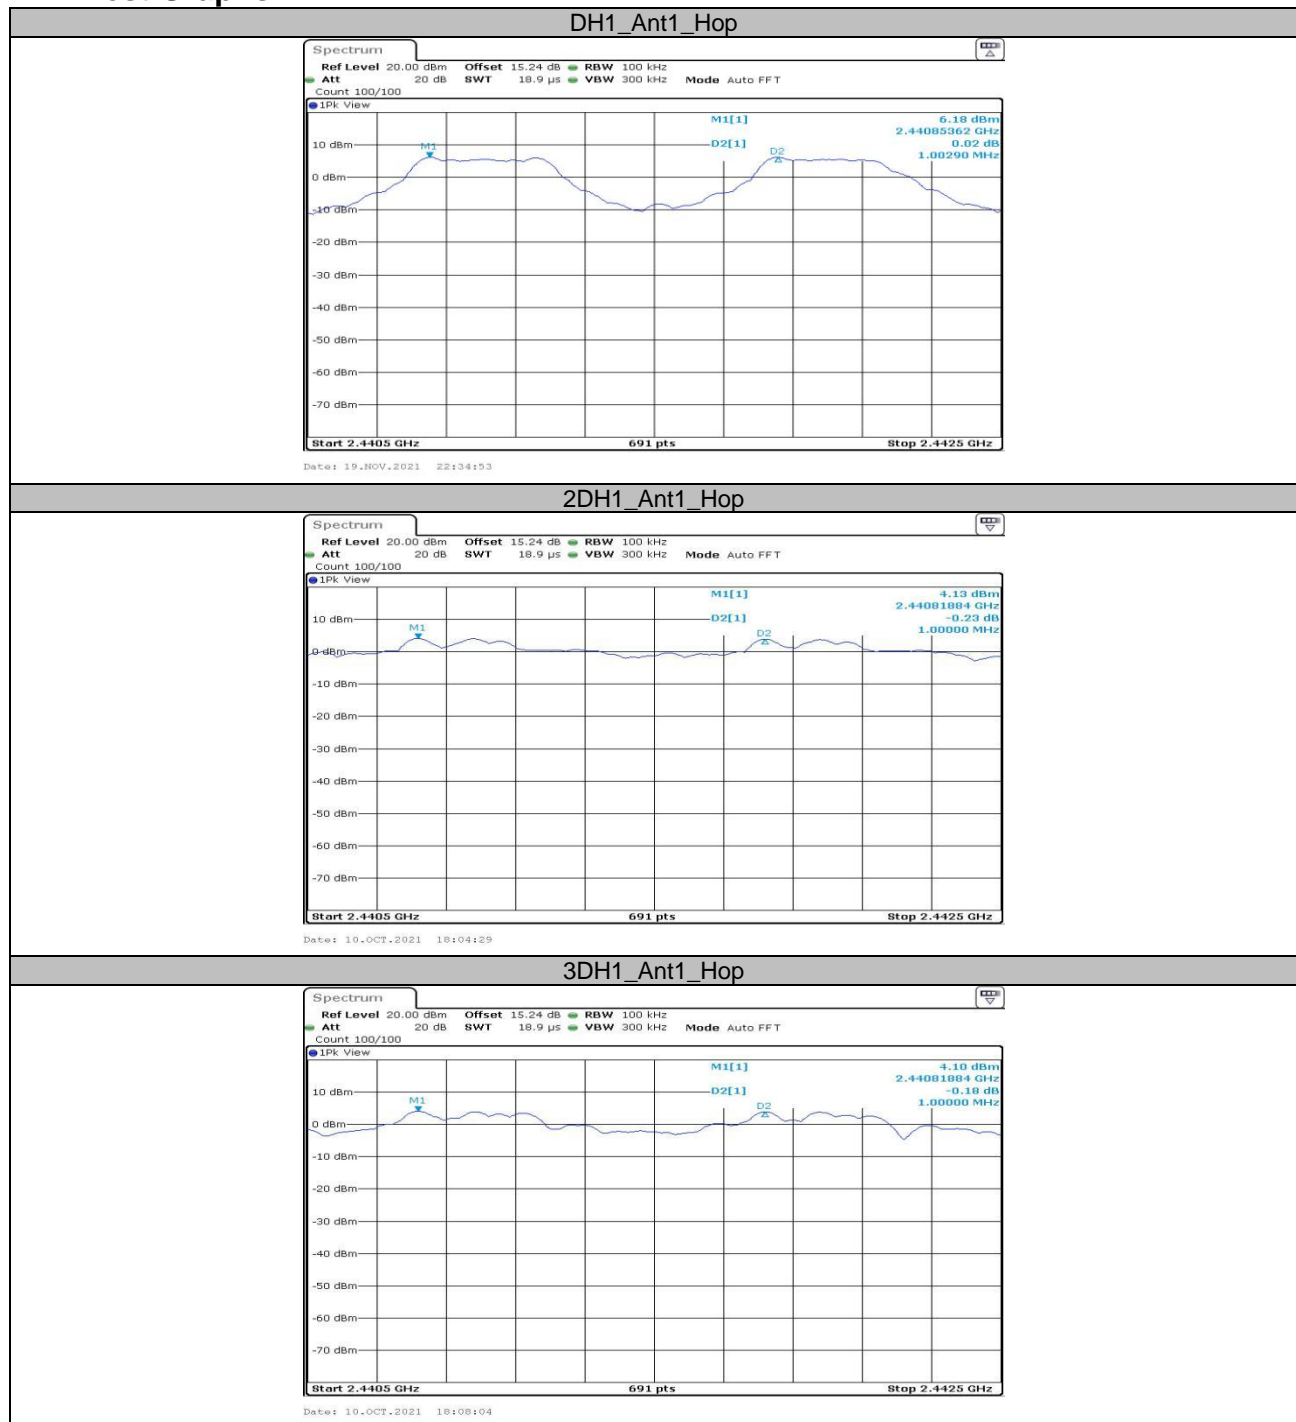 DH1_Ant1_Hop
Spectrum
Ref Level 20.00 dBm Offset 15.24 dB RBW 100 kHz
Att 20 dB SWT 18.9 µs VBW 300 kHz Mode Auto FFT
Count 100/100
1Pk View
M1[1] 6.18 dBm
2.44085362 GHz
10 dBm D2[1] 0.02 dB
M1 D2 1.00290 MHz
0 dBm
-10 dBm
-20 dBm
-30 dBm
-40 dBm
-50 dBm
-60 dBm
-70 dBm
Start 2.4405 GHz 691 pts Stop 2.4425 GHz
Date: 19.NOV.2021 22:34:53
2DH1_Ant1_Hop
Spectrum
Ref Level 20.00 dBm Offset 15.24 dB RBW 100 kHz
Att 20 dB SWT 18.9 µs VBW 300 kHz Mode Auto FFT
Count 100/100
1Pk View
M1[1] 4.13 dBm
2.44081884 GHz
10 dBm D2[1] -0.23 dB
M1 D2 1.00000 MHz
0 dBm
-10 dBm
-20 dBm
-30 dBm
-40 dBm
-50 dBm
-60 dBm
-70 dBm
Start 2.4405 GHz 691 pts Stop 2.4425 GHz
Date: 10.OCT.2021 18:04:29
3DH1_Ant1_Hop
Spectrum
Ref Level 20.00 dBm Offset 15.24 dB RBW 100 kHz
Att 20 dB SWT 18.9 µs VBW 300 kHz Mode Auto FFT
Count 100/100
1Pk View
M1[1] 4.10 dBm
2.44081884 GHz
10 dBm D2[1] -0.18 dB
M1 D2 1.00000 MHz
0 dBm
-10 dBm
-20 dBm
-30 dBm
-40 dBm
-50 dBm
-60 dBm
-70 dBm
Start 2.4405 GHz 691 pts Stop 2.4425 GHz
Date: 10.OCT.2021 18:08:04